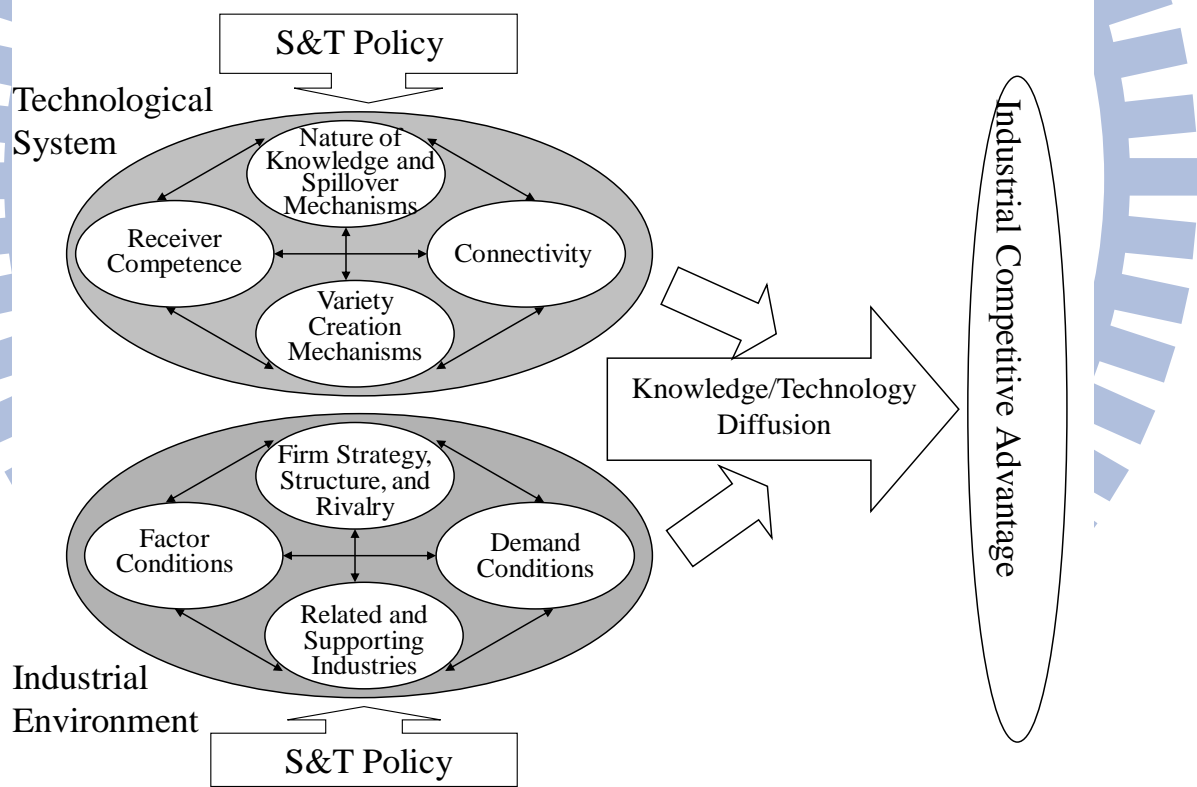 S&T Policy
Technological
System
Nature of
Knowledge and
Spillover
Mechanisms
Receiver
Competence
Connectivity
Variety
Creation
Mechanisms
Knowledge/Technology
Diffusion
Industrial Competitive Advantage
Firm Strategy,
Structure, and
Rivalry
Factor
Conditions
Demand
Conditions
Related and
Supporting
Industries
Industrial
Environment
S&T Policy